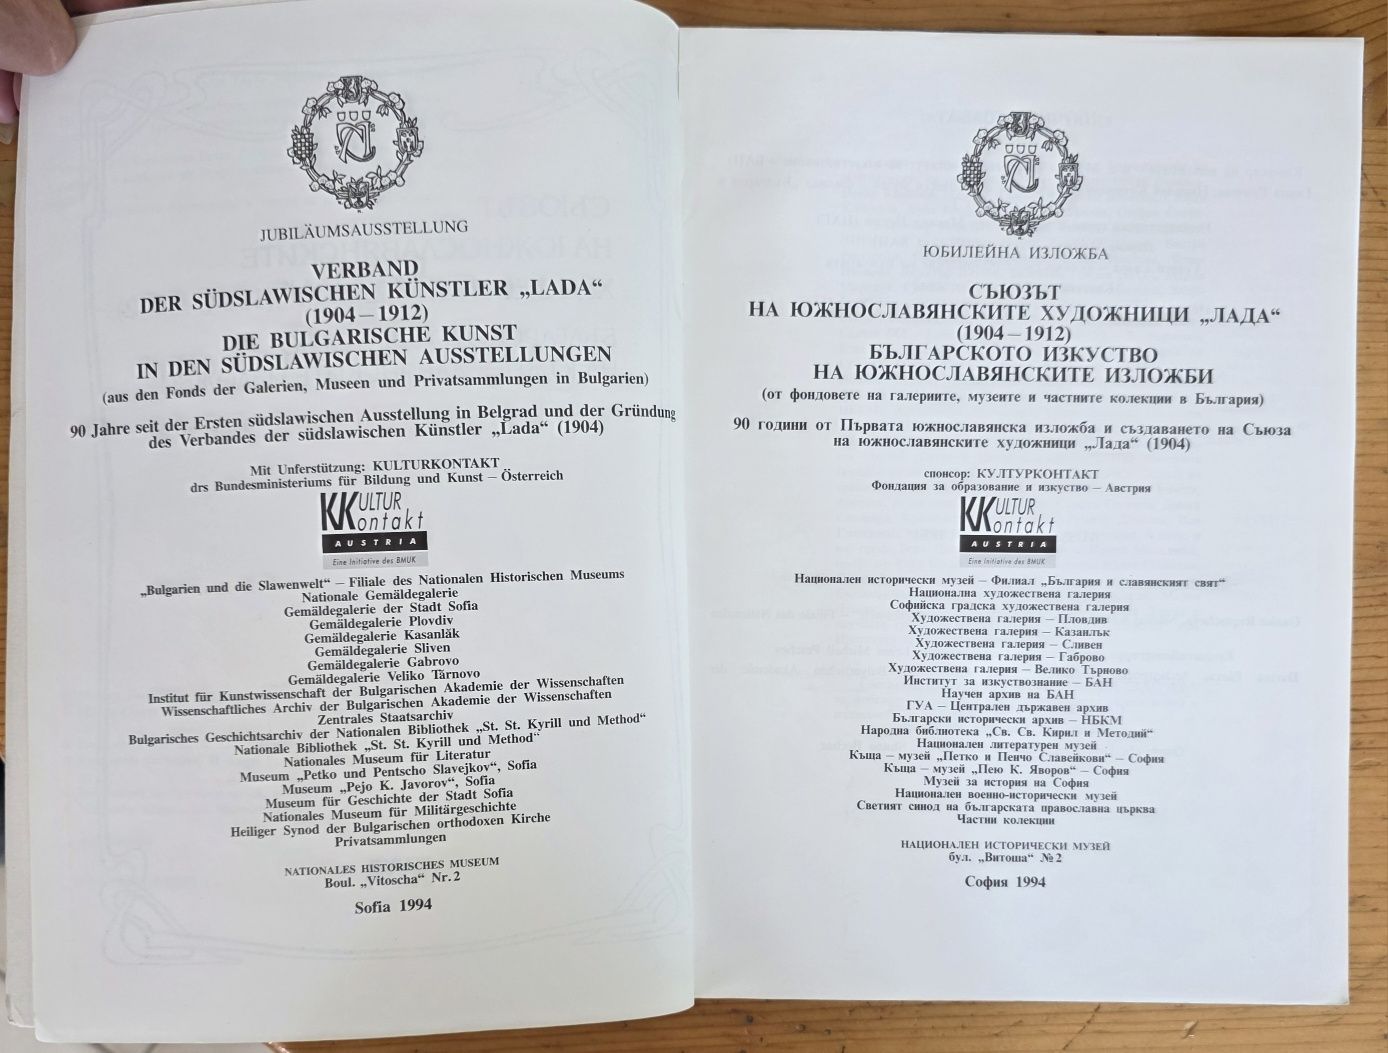 JUBILÄUMSAUSSTELLUNG
VERBAND
DER SÜDSLAWISCHEN KÜNSTLER „LADA“
(1904 – 1912)
DIE BULGARISCHE KUNST
IN DEN SÜDSLAWISCHEN AUSSTELLUNGEN
(aus den Fonds der Galerien, Museen und Privatsammlungen in Bulgarien)
90 Jahre seit der Ersten südslawischen Ausstellung in Belgrad und der Gründung
des Verbandes der südslawischen Künstler „Lada“ (1904)
Mit Unferstützung: KULTURKONTAKT
drs Bundesministeriums für Bildung und Kunst – Österreich
KKULTUR
Kontakt
AUSTRIA
Eine Initiative des BMUK
„Bulgarien und die Slawenwelt“ – Filiale des Nationalen Historischen Museums
Nationale Gemäldegalerie
Gemäldegalerie der Stadt Sofia
Gemäldegalerie Plovdiv
Gemäldegalerie Kasanlăk
Gemäldegalerie Sliven
Gemäldegalerie Gabrovo
Gemäldegalerie Veliko Tărnovo
Institut für Kunstwissenschaft der Bulgarischen Akademie der Wissenschaften
Wissenschaftliches Archiv der Bulgarischen Akademie der Wissenschaften
Zentrales Staatsarchiv
Bulgarisches Geschichtsarchiv der Nationalen Bibliothek „St. St. Kyrill und Method“
Nationale Bibliothek „St. St. Kyrill und Method“
Nationales Museum für Literatur
Museum „Petko und Pentscho Slavejkov“, Sofia
Museum „Pejo K. Javorov“, Sofia
Museum für Geschichte der Stadt Sofia
Nationales Museum für Militärgeschichte
Heiliger Synod der Bulgarischen orthodoxen Kirche
Privatsammlungen
NATIONALES HISTORISCHES MUSEUM
Boul. „Vitoscha“ Nr. 2
Sofia 1994
ЮБИЛЕЙНА ИЗЛОЖБА
СЪЮЗЪТ
НА ЮЖНОСЛАВЯНСКИТЕ ХУДОЖНИЦИ „ЛАДА“
(1904 – 1912)
БЪЛГАРСКОТО ИЗКУСТВО
НА ЮЖНОСЛАВЯНСКИТЕ ИЗЛОЖБИ
(от фондовете на галериите, музеите и частните колекции в България)
90 години от Първата южнославянска изложба и създаването на Съюза
на южнославянските художници „Лада“ (1904)
спонсор: КУЛТУРКОНТАКТ
Фондация за образование и изкуство – Австрия
KKULTUR
Kontakt
AUSTRIA
Eine Initiative des BMUK
Национален исторически музей – Филиал „България и славянският свят“
Национална художествена галерия
Софийска градска художествена галерия
Художествена галерия – Пловдив
Художествена галерия – Казанлък
Художествена галерия – Сливен
Художествена галерия – Габрово
Художествена галерия – Велико Търново
Институт за изкуствознание – БАН
Научен архив на БАН
ГУА – Централен държавен архив
Български исторически архив – НБКМ
Народна библиотека „Св. Св. Кирил и Методий“
Национален литературен музей
Къща – музей „Петко и Пенчо Славейкови“ – София
Къща – музей „Пею К. Яворов“ – София
Музей за история на София
Национален военно-исторически музей
Светият синод на българската православна църква
Частни колекции
НАЦИОНАЛЕН ИСТОРИЧЕСКИ МУЗЕЙ
бул. „Витоша“ № 2
София 1994